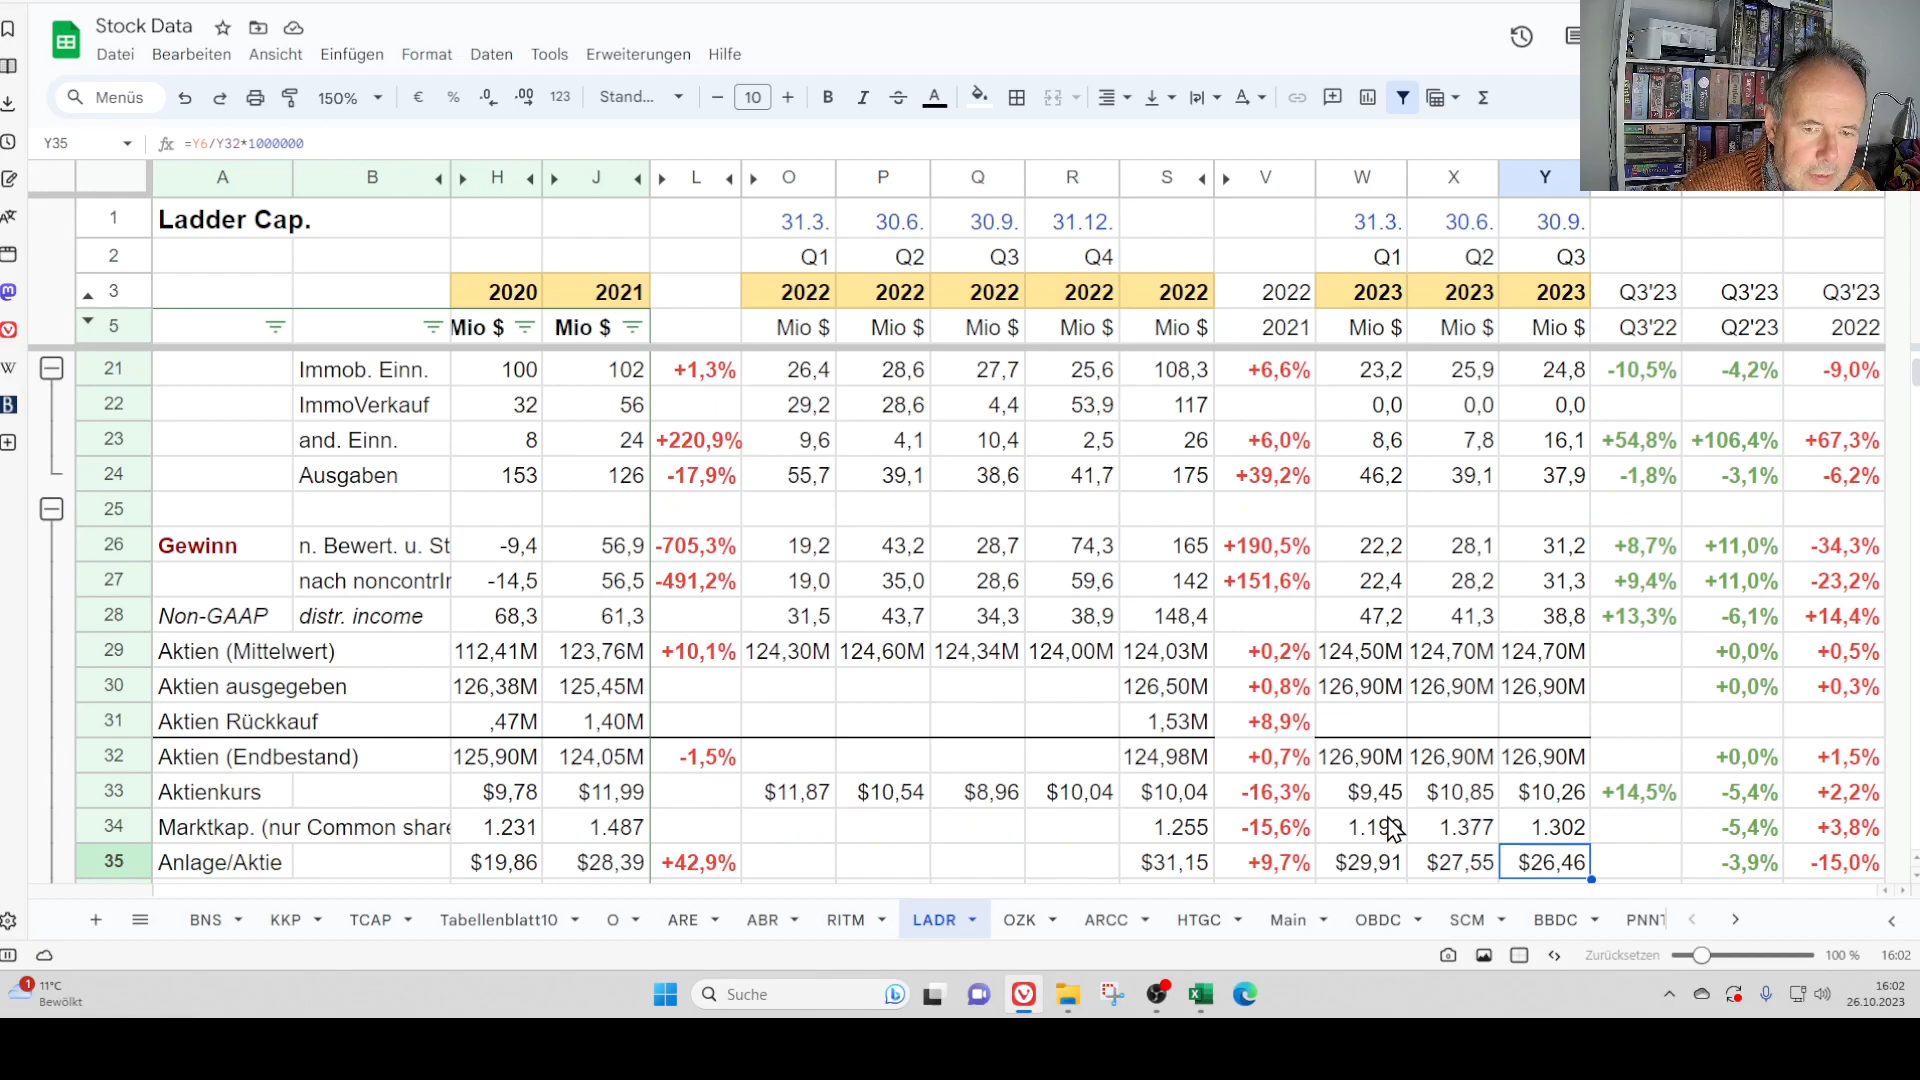 Stock Data
Datei Bearbeiten Ansicht Einfügen Format Daten Tools Erweiterungen Hilfe
Menüs 150% € % .0 .00 123 Stand... 10 B I A Σ
Y35 fx =Y6/Y32*1000000
A B H J L O P Q R S V W X Y
1 Ladder Cap. 31.3. 30.6. 30.9. 31.12. 31.3. 30.6. 30.9.
2 Q1 Q2 Q3 Q4 Q1 Q2 Q3
3 2020 2021 2022 2022 2022 2022 2022 2022 2023 2023 2023 Q3'23 Q3'23 Q3'23
5 Mio $ Mio $ Mio $ Mio $ Mio $ Mio $ Mio $ 2021 Mio $ Mio $ Mio $ Q3'22 Q2'23 2022
21 Immob. Einn. 100 102 +1,3% 26,4 28,6 27,7 25,6 108,3 +6,6% 23,2 25,9 24,8 -10,5% -4,2% -9,0%
22 ImmoVerkauf 32 56 29,2 28,6 4,4 53,9 117 0,0 0,0 0,0
23 and. Einn. 8 24 +220,9% 9,6 4,1 10,4 2,5 26 +6,0% 8,6 7,8 16,1 +54,8% +106,4% +67,3%
24 Ausgaben 153 126 -17,9% 55,7 39,1 38,6 41,7 175 +39,2% 46,2 39,1 37,9 -1,8% -3,1% -6,2%
25
26 Gewinn n. Bewert. u. St -9,4 56,9 -705,3% 19,2 43,2 28,7 74,3 165 +190,5% 22,2 28,1 31,2 +8,7% +11,0% -34,3%
27 nach noncontrIn -14,5 56,5 -491,2% 19,0 35,0 28,6 59,6 142 +151,6% 22,4 28,2 31,3 +9,4% +11,0% -23,2%
28 Non-GAAP distr. income 68,3 61,3 31,5 43,7 34,3 38,9 148,4 47,2 41,3 38,8 +13,3% -6,1% +14,4%
29 Aktien (Mittelwert) 112,41M 123,76M +10,1% 124,30M 124,60M 124,34M 124,00M 124,03M +0,2% 124,50M 124,70M 124,70M +0,0% +0,5%
30 Aktien ausgegeben 126,38M 125,45M 126,50M +0,8% 126,90M 126,90M 126,90M +0,0% +0,3%
31 Aktien Rückkauf ,47M 1,40M 1,53M +8,9%
32 Aktien (Endbestand) 125,90M 124,05M -1,5% 124,98M +0,7% 126,90M 126,90M 126,90M +0,0% +1,5%
33 Aktienkurs $9,78 $11,99 $11,87 $10,54 $8,96 $10,04 $10,04 -16,3% $9,45 $10,85 $10,26 +14,5% -5,4% +2,2%
34 Marktkap. (nur Common share 1.231 1.487 1.255 -15,6% 1.377 1.302 -5,4% +3,8%
35 Anlage/Aktie $19,86 $28,39 +42,9% $31,15 +9,7% $29,91 $27,55 $26,46 -3,9% -15,0%
BNS KKP TCAP Tabellenblatt10 O ARE ABR RITM LADR OZK ARCC HTGC Main OBDC SCM BBDC PNNT
Zurücksetzen 100 % 16:02
1 11°C
Bewölkt
Suche
16:02
26.10.2023